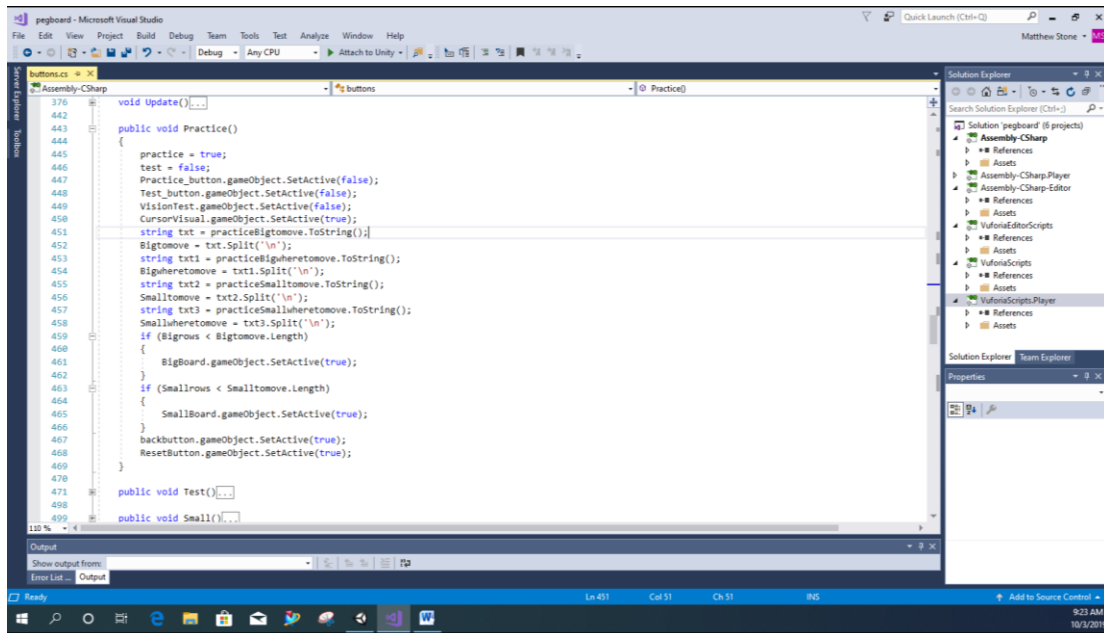 pegboard - Microsoft Visual Studio
Quick Launch (Ctrl+Q)
File Edit View Project Build Debug Team Tools Test Analyze Window Help
Matthew Stone
MS
Debug Any CPU Attach to Unity
Server Explorer
Toolbox
buttons.cs
Assembly-CSharp
buttons
Practice()
376 void Update()...
442
443 public void Practice()
444 {
445 practice = true;
446 test = false;
447 Practice_button.gameObject.SetActive(false);
448 Test_button.gameObject.SetActive(false);
449 VisionTest.gameObject.SetActive(false);
450 CursorVisual.gameObject.SetActive(true);
451 string txt = practiceBigtomove.ToString();
452 Bigtomove = txt.Split('\n');
453 string txt1 = practiceBigwheretomove.ToString();
454 Bigwheretomove = txt1.Split('\n');
455 string txt2 = practiceSmalltomove.ToString();
456 Smalltomove = txt2.Split('\n');
457 string txt3 = practiceSmallwheretomove.ToString();
458 Smallwheretomove = txt3.Split('\n');
459 if (Bigrows < Bigtomove.Length)
460 {
461 BigBoard.gameObject.SetActive(true);
462 }
463 if (Smallrows < Smalltomove.Length)
464 {
465 SmallBoard.gameObject.SetActive(true);
466 }
467 backbutton.gameObject.SetActive(true);
468 ResetButton.gameObject.SetActive(true);
469 }
470
471 public void Test()...
498
499 public void Small()...
110 %
Output
Show output from:
Error List ... Output
Solution Explorer
Search Solution Explorer (Ctrl+;)
Solution 'pegboard' (6 projects)
Assembly-CSharp
References
Assets
Assembly-CSharp.Player
Assembly-CSharp-Editor
References
Assets
VuforiaEditorScripts
References
Assets
VuforiaScripts
References
Assets
VuforiaScripts.Player
References
Assets
Solution Explorer Team Explorer
Properties
Ready Ln 451 Col 51 Ch 51 INS Add to Source Control
9:23 AM
10/3/201